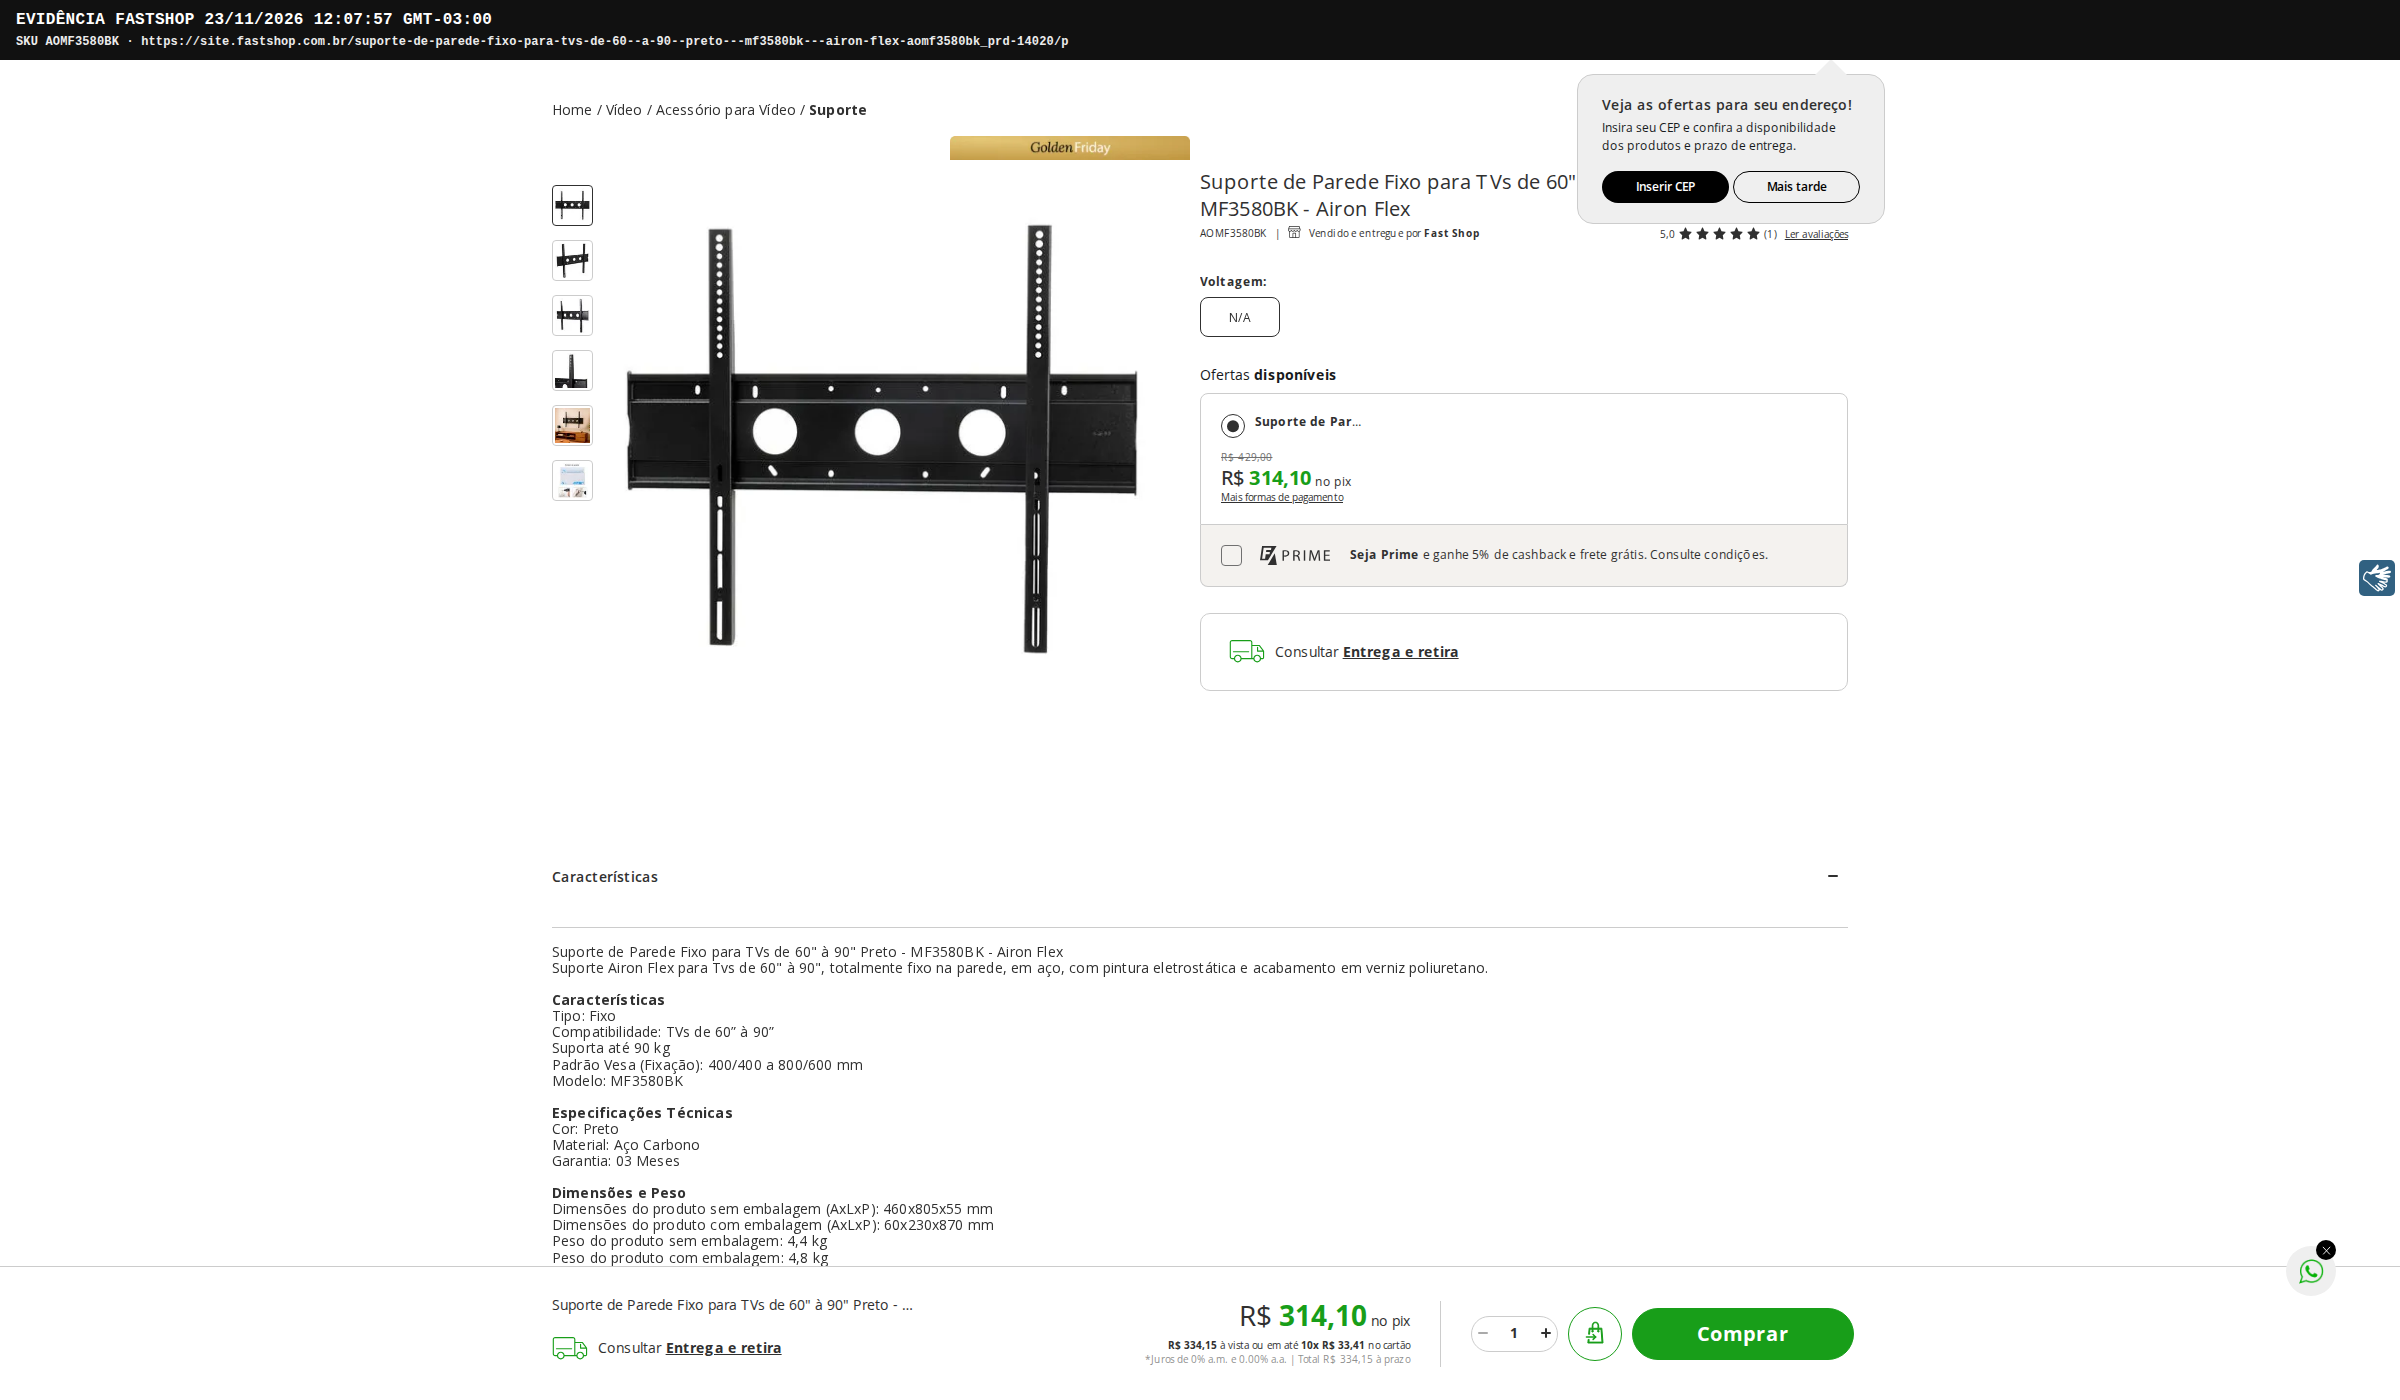 EVIDÊNCIA FASTSHOP 23/11/2026 12:07:57 GMT-03:00
SKU AOMF3580BK · https://site.fastshop.com.br/suporte-de-parede-fixo-para-tvs-de-60--a-90--preto---mf3580bk---airon-flex-aomf3580bk_prd-14020/p
Home / Vídeo / Acessório para Vídeo / Suporte
Veja as ofertas para seu endereço!
Insira seu CEP e confira a disponibilidade
dos produtos e prazo de entrega.
Inserir CEP
Mais tarde
Golden Friday
Suporte de Parede Fixo para TVs de 60"
MF3580BK - Airon Flex
AOMF3580BK | Vendido e entregue por Fast Shop
5,0 (1) Ler avaliações
Voltagem:
N/A
Ofertas disponíveis
Suporte de Par...
R$ 429,00
R$ 314,10 no pix
Mais formas de pagamento
PRIME Seja Prime e ganhe 5% de cashback e frete grátis. Consulte condições.
Consultar Entrega e retira
Características
Suporte de Parede Fixo para TVs de 60" à 90" Preto - MF3580BK - Airon Flex
Suporte Airon Flex para Tvs de 60" à 90", totalmente fixo na parede, em aço, com pintura eletrostática e acabamento em verniz poliuretano.
Características
Tipo: Fixo
Compatibilidade: TVs de 60” à 90”
Suporta até 90 kg
Padrão Vesa (Fixação): 400/400 a 800/600 mm
Modelo: MF3580BK
Especificações Técnicas
Cor: Preto
Material: Aço Carbono
Garantia: 03 Meses
Dimensões e Peso
Dimensões do produto sem embalagem (AxLxP): 460x805x55 mm
Dimensões do produto com embalagem (AxLxP): 60x230x870 mm
Peso do produto sem embalagem: 4,4 kg
Peso do produto com embalagem: 4,8 kg
Suporte de Parede Fixo para TVs de 60" à 90" Preto - ...
Consultar Entrega e retira
R$ 314,10 no pix
R$ 334,15 à vista ou em até 10x R$ 33,41 no cartão
*Juros de 0% a.m. e 0.00% a.a. | Total R$ 334,15 à prazo
1
Comprar